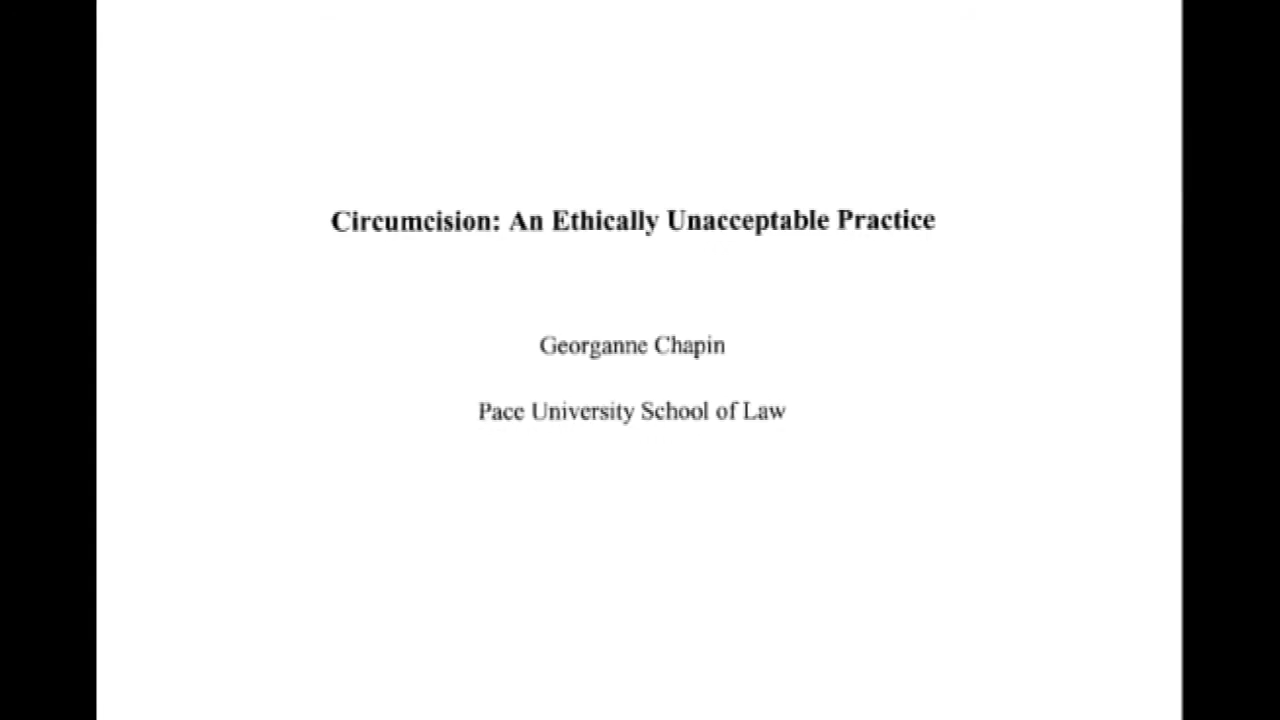 Circumcision: An Ethically Unacceptable Practice
Georganne Chapin
Pace University School of Law